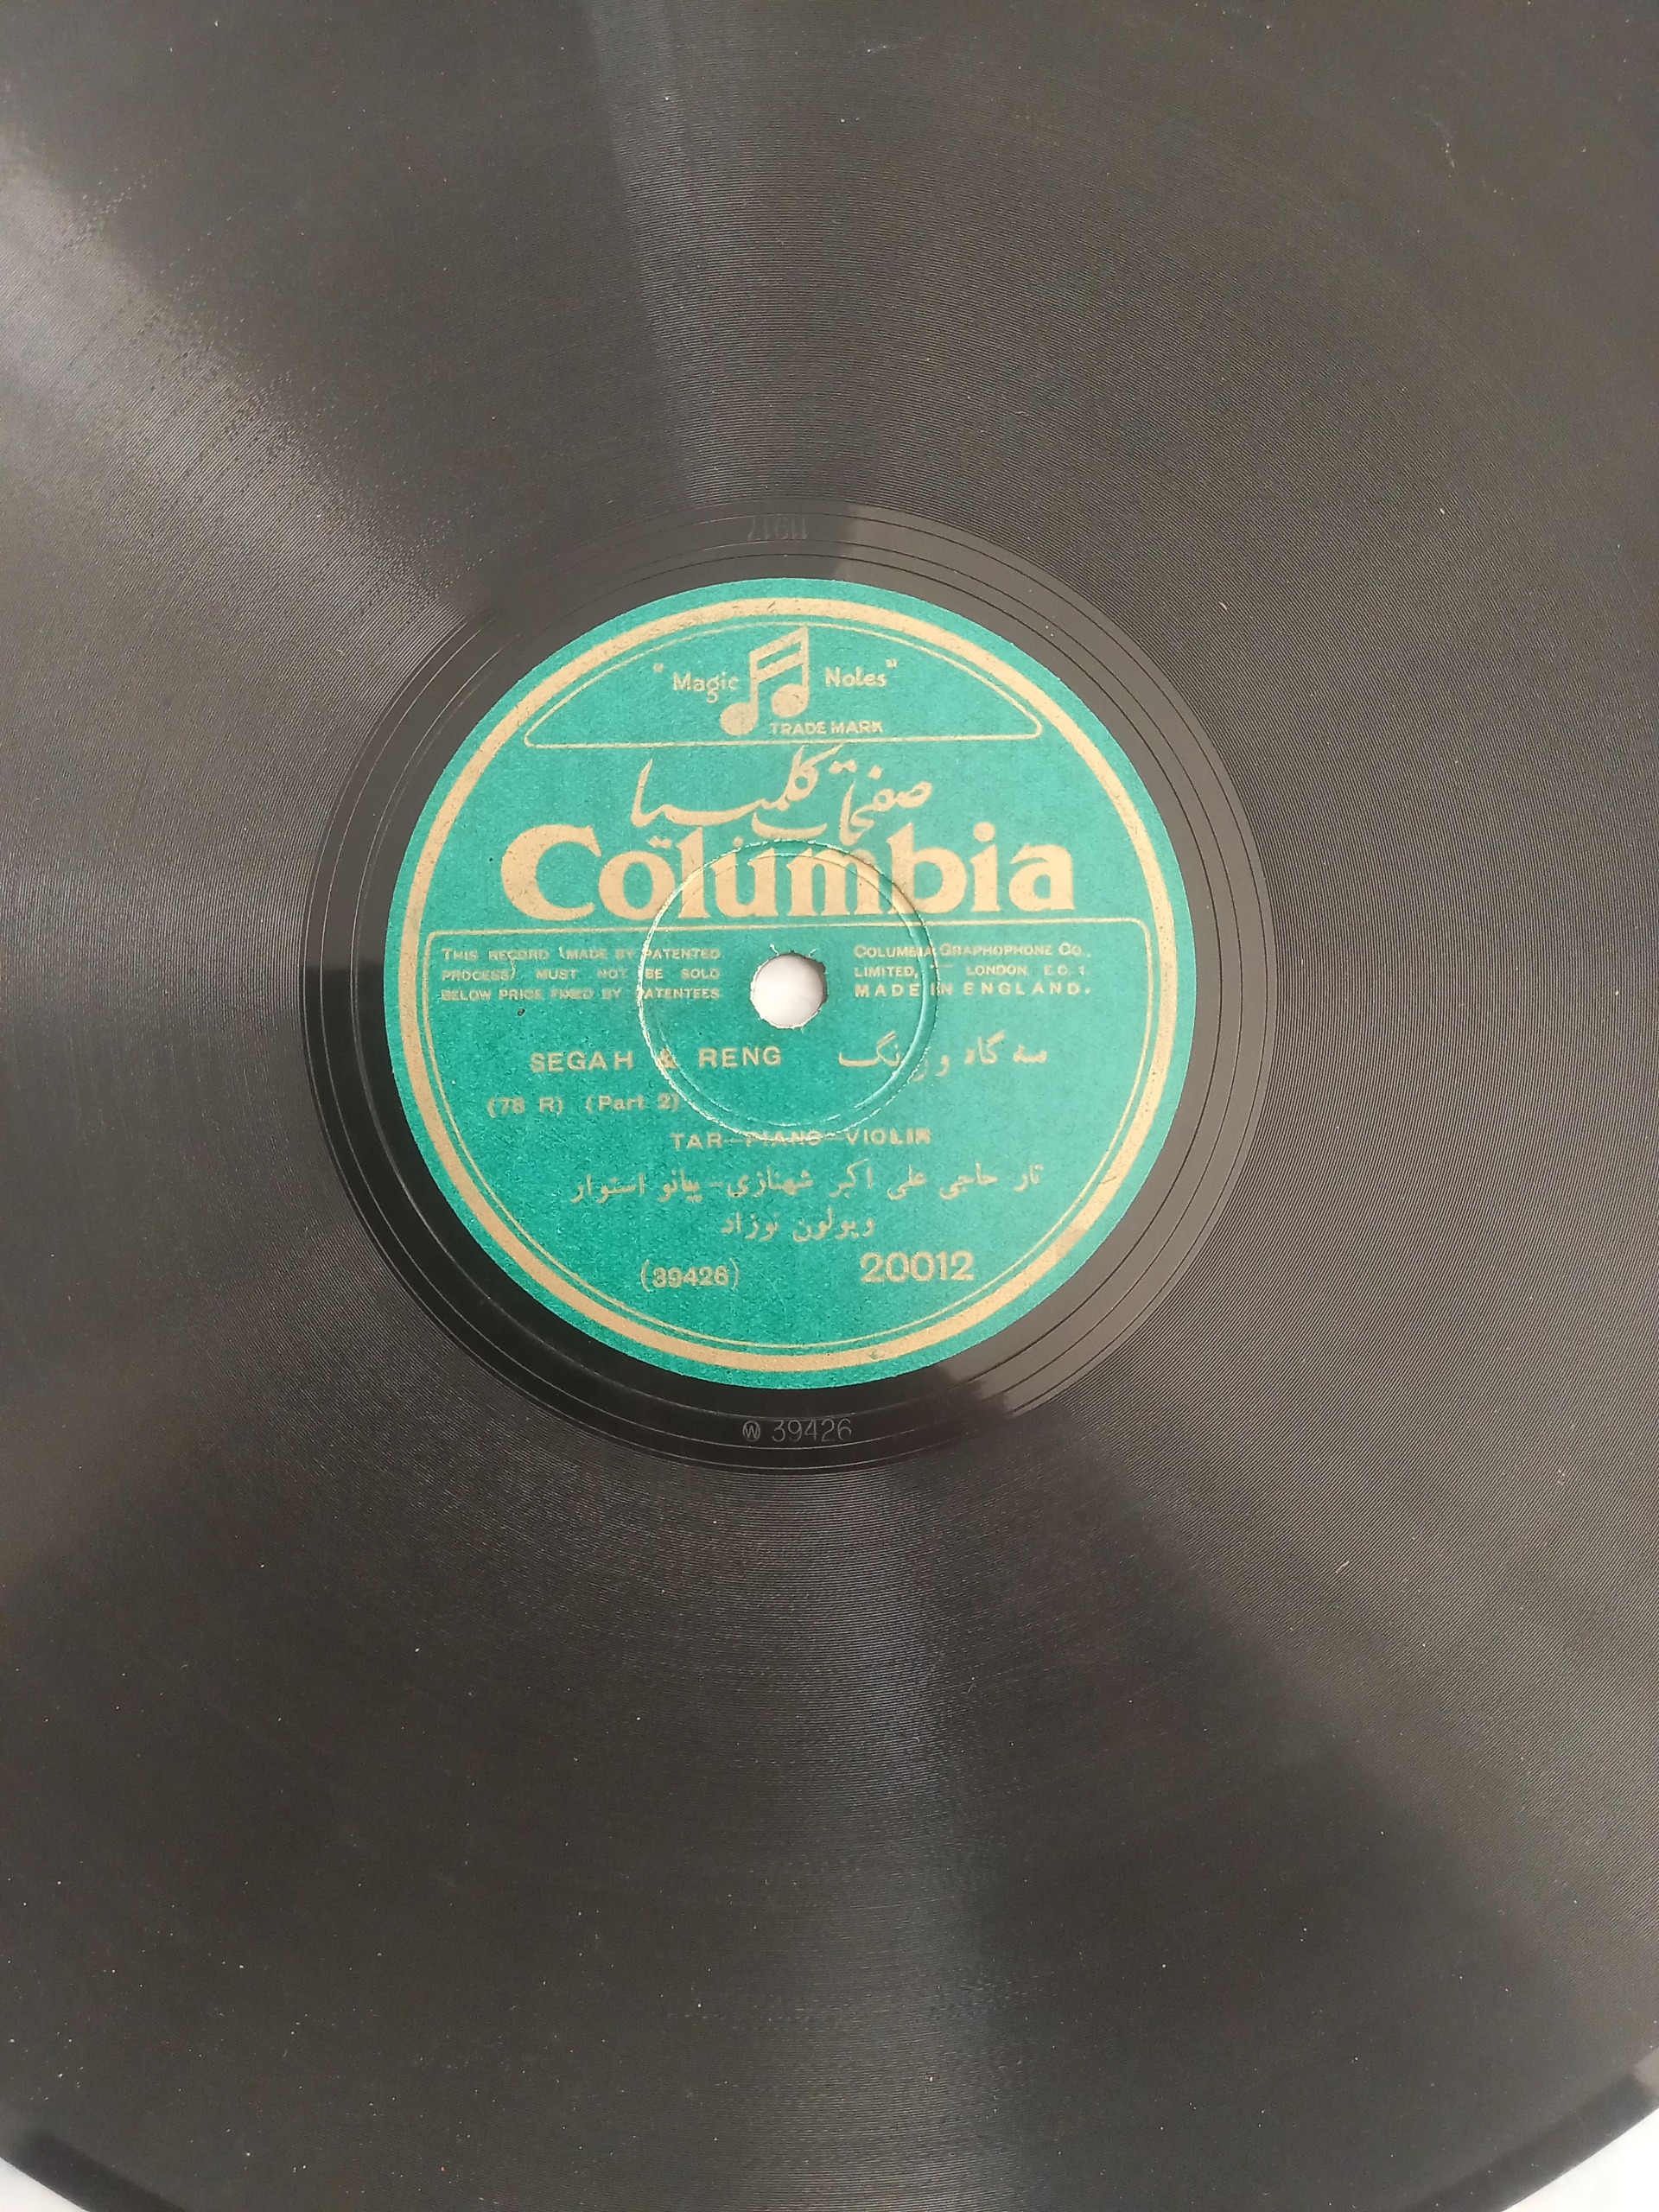 11917
"Magic Notes"
TRADE MARK
صفحات کلمبیا
Columbia
THIS RECORD (MADE BY PATENTED
PROCESS) MUST NOT BE SOLD
BELOW PRICE FIXED BY PATENTEES
COLUMBIA GRAPHOPHONE CO.,
LIMITED, LONDON, E.C. 1.
MADE IN ENGLAND.
SEGAH & RENG سه گاه و رنگ
(78 R) (Part 2)
TAR-PIANO-VIOLIN
تار حاجی علی اکبر شهنازی - پیانو استوار
ویولون نوزاد
(39426) 20012
W 39426